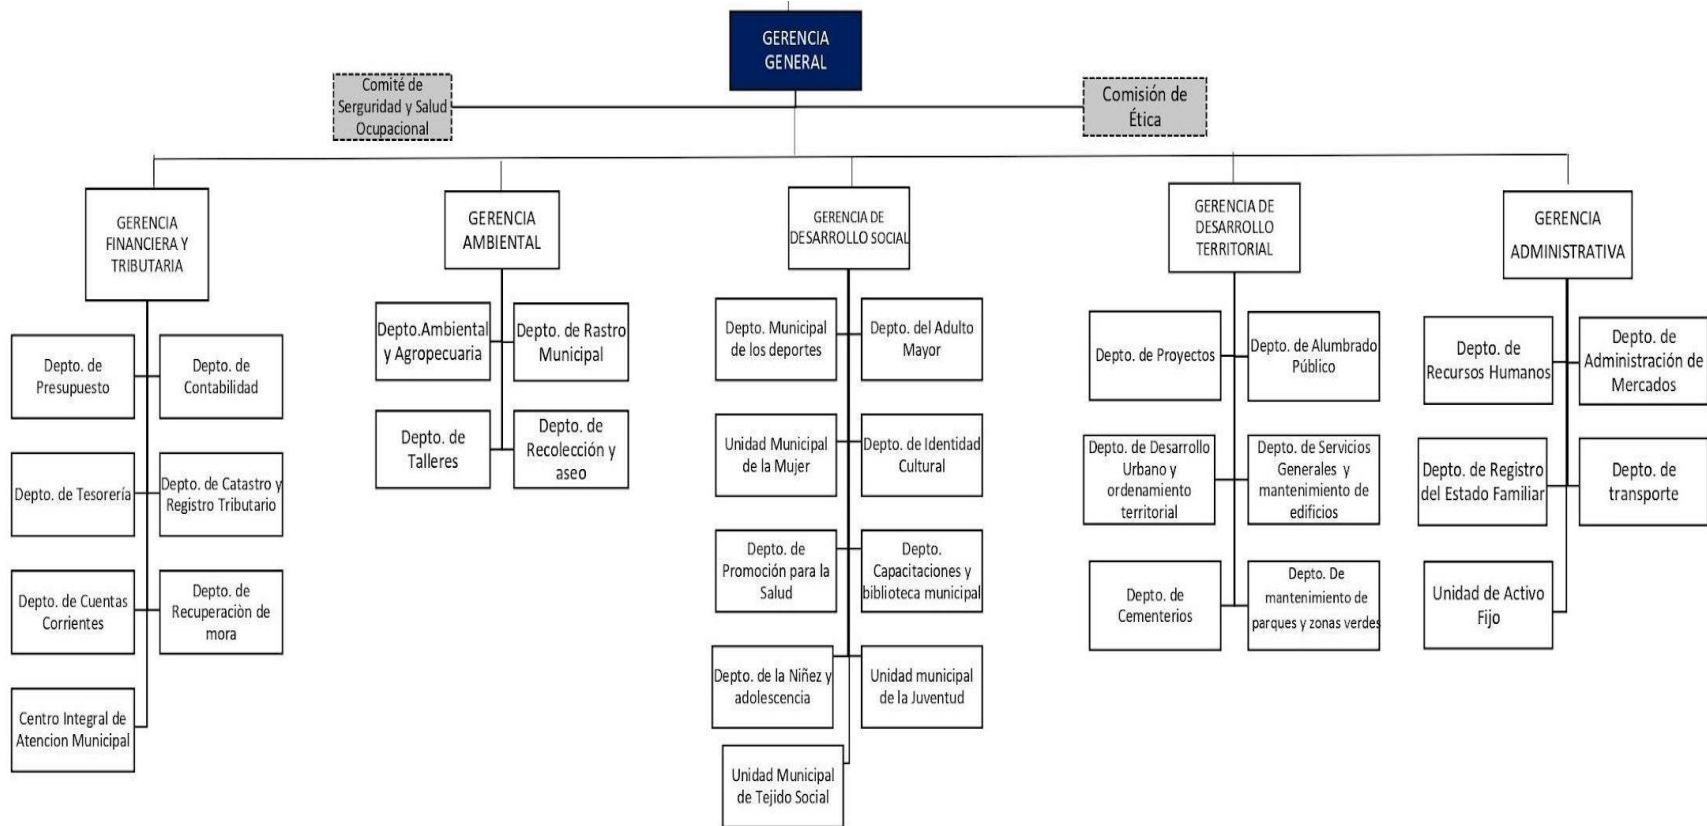 GERENCIA
GENERAL
Comité de
Serguridad y Salud
Ocupacional
Comisión de
Ética
GERENCIA
FINANCIERA Y
TRIBUTARIA
GERENCIA
AMBIENTAL
GERENCIA DE
DESARROLLO SOCIAL
GERENCIA DE
DESARROLLO
TERRITORIAL
GERENCIA
ADMINISTRATIVA
Depto. de
Presupuesto
Depto. de
Contabilidad
Depto. de Tesorería
Depto. de Catastro y
Registro Tributario
Depto. de Cuentas
Corrientes
Depto. de
Recuperaciòn de
mora
Centro Integral de
Atencion Municipal
Depto.Ambiental
y Agropecuaria
Depto. de Rastro
Municipal
Depto. de
Talleres
Depto. de
Recolección y
aseo
Depto. Municipal
de los deportes
Depto. del Adulto
Mayor
Unidad Municipal
de la Mujer
Depto. de Identidad
Cultural
Depto. de
Promoción para la
Salud
Depto.
Capacitaciones y
biblioteca municipal
Depto. de la Niñez y
adolescencia
Unidad municipal
de la Juventud
Unidad Municipal
de Tejido Social
Depto. de Proyectos
Depto. de Alumbrado
Público
Depto. de Desarrollo
Urbano y
ordenamiento
territorial
Depto. de Servicios
Generales y
mantenimiento de
edificios
Depto. de
Cementerios
Depto. De
mantenimiento de
parques y zonas verdes
Depto. de
Recursos Humanos
Depto. de
Administración de
Mercados
Depto. de Registro
del Estado Familiar
Depto. de
transporte
Unidad de Activo
Fijo